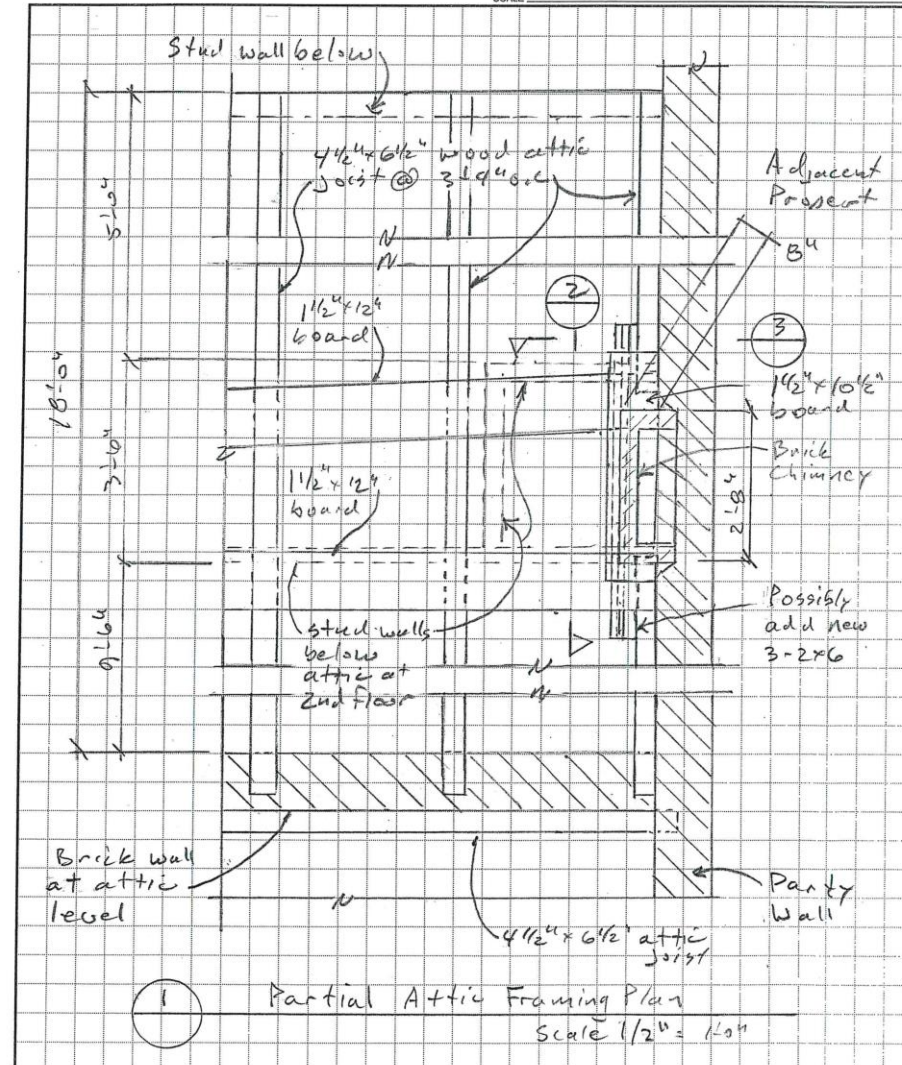 SCALE
Stud wall below
4 1/2" x 6 1/2" wood attic
joist @ 3'-9" o.c.
Adjacent
8"
5'-0"
2
1 1/2" x 12"
board
3
18'-0"
1 1/2" x 10 1/2"
board
Brick
Chimney
3'-6"
1 1/2" x 12"
board
2'-8"
Possibly
add new
3-2x6
9'-6"
stud walls
below
attic at
2nd floor
Brick wall
at attic
level
Party
Wall
4 1/2" x 6 1/2' attic
joist
1
Partial Attic Framing Plan
Scale 1/2" = 1'-0"